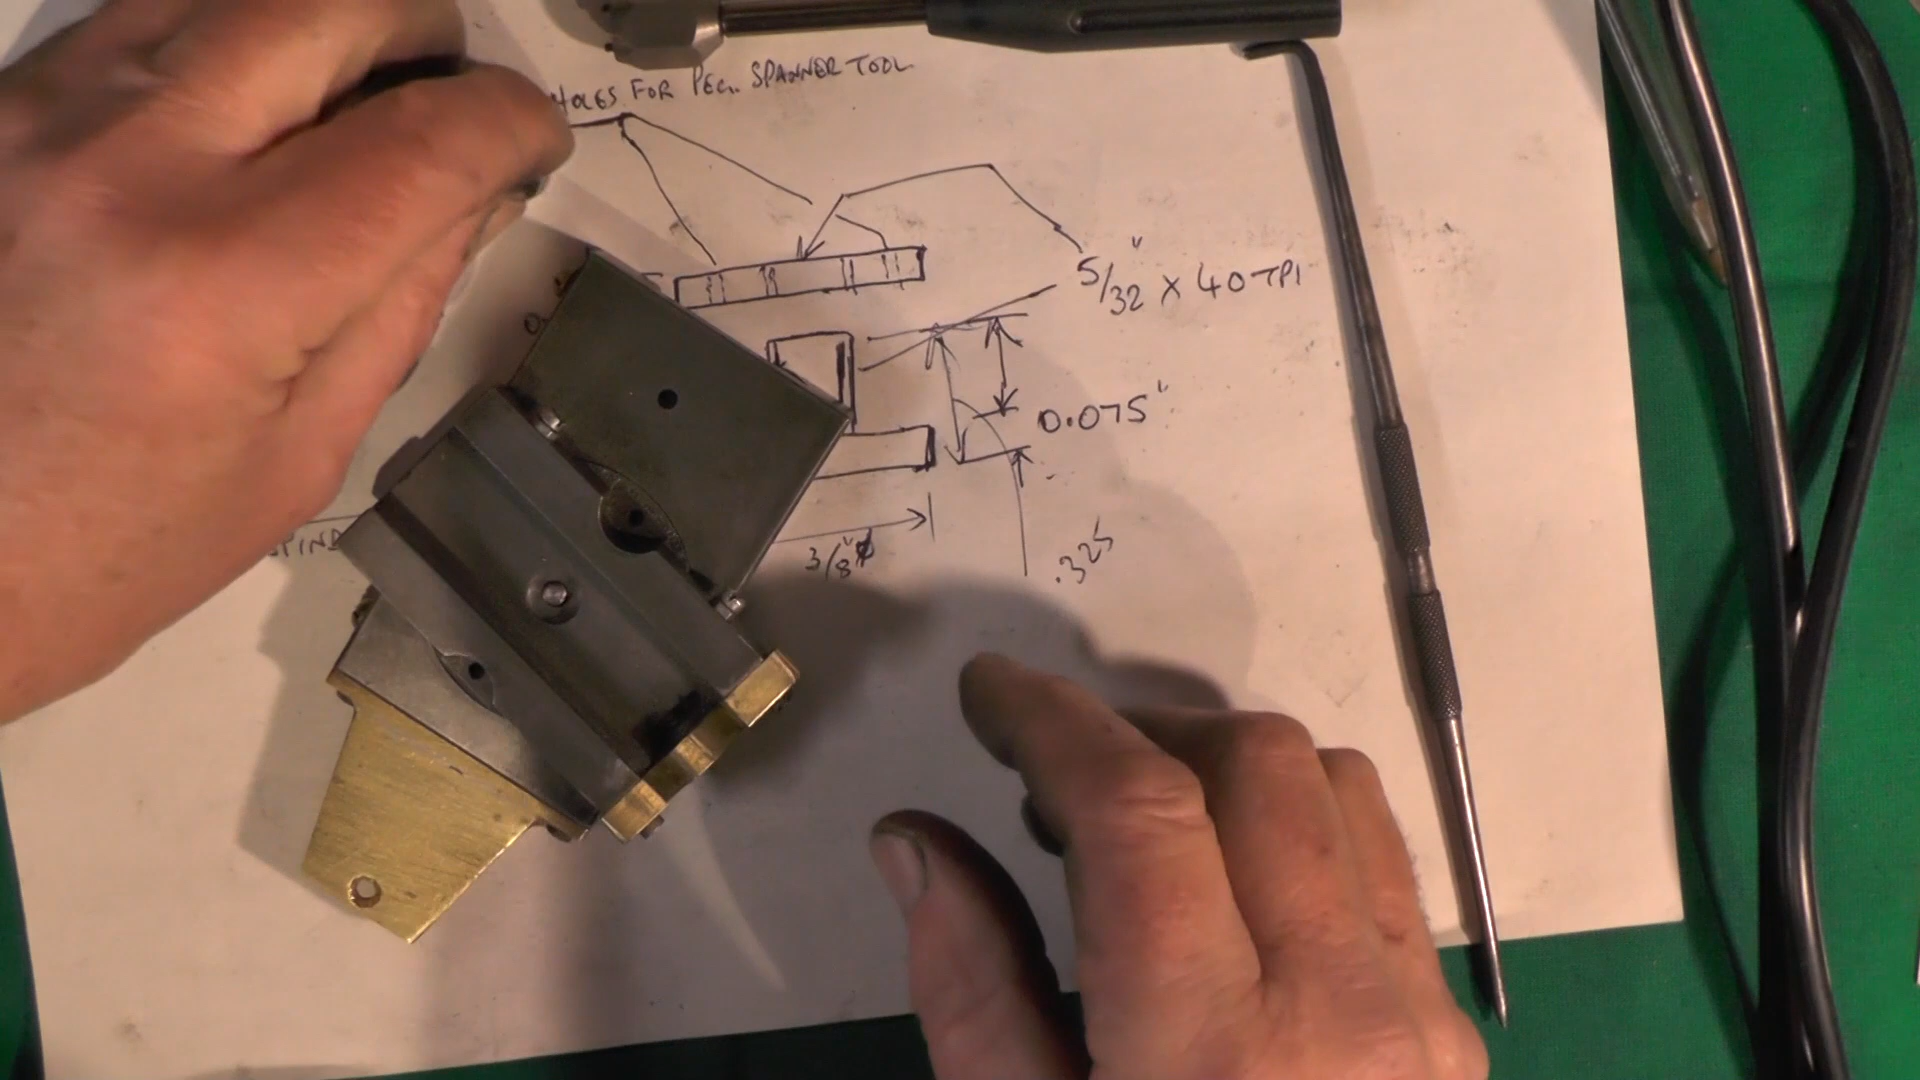 HOLES FOR PEG SPANNER TOOL
5/32" X 40 TPI
0.075"
3/8"
.325